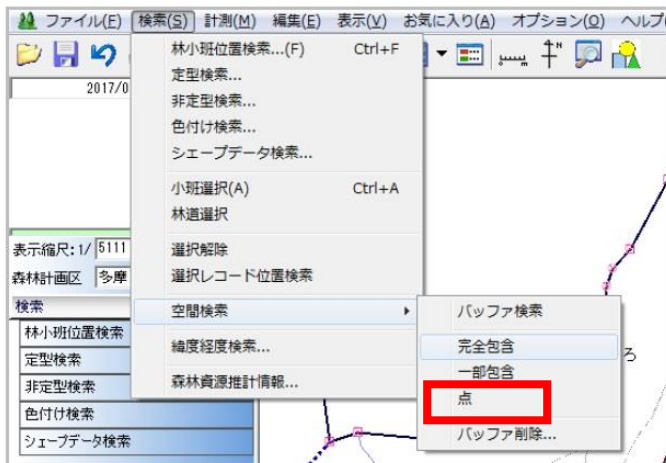 ファイル(F) 検索(S) 計測(M) 編集(E) 表示(V) お気に入り(A) オプション(O) ヘルプ
林小班位置検索...(F) Ctrl+F
定型検索...
非定型検索...
色付け検索...
シェープデータ検索...
小班選択(A) Ctrl+A
林道選択
選択解除
選択レコード位置検索
空間検索
緯度経度検索...
森林資源推計情報...
バッファ検索
完全包含
一部包含
点
バッファ削除...
2017/0
表示縮尺:1/ 5111
森林計画区 多摩
検索
林小班位置検索
定型検索
非定型検索
色付け検索
シェープデータ検索
ろ